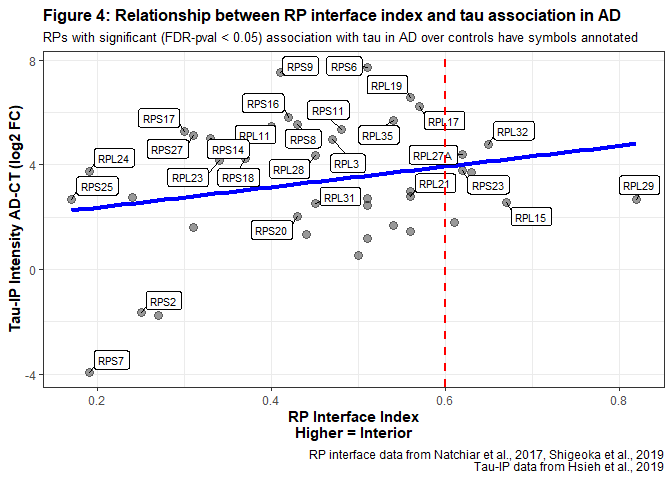 Figure 4: Relationship between RP interface index and tau association in AD
RPs with significant (FDR-pval < 0.05) association with tau in AD over controls have symbols annotated
8
4
0
-4
Tau-IP Intensity AD-CT (log2 FC)
RPS9
RPS6
RPL19
RPS16
RPS11
RPL17
RPS17
RPL11
RPS8
RPL35
RPL32
RPS27
RPS14
RPL24
RPL3
RPL27A
RPL28
RPL23
RPS18
RPL21
RPS23
RPL29
RPS25
RPL31
RPL15
RPS20
RPS2
RPS7
0.2
0.4
0.6
0.8
RP Interface Index
Higher = Interior
RP interface data from Natchiar et al., 2017, Shigeoka et al., 2019
Tau-IP data from Hsieh et al., 2019